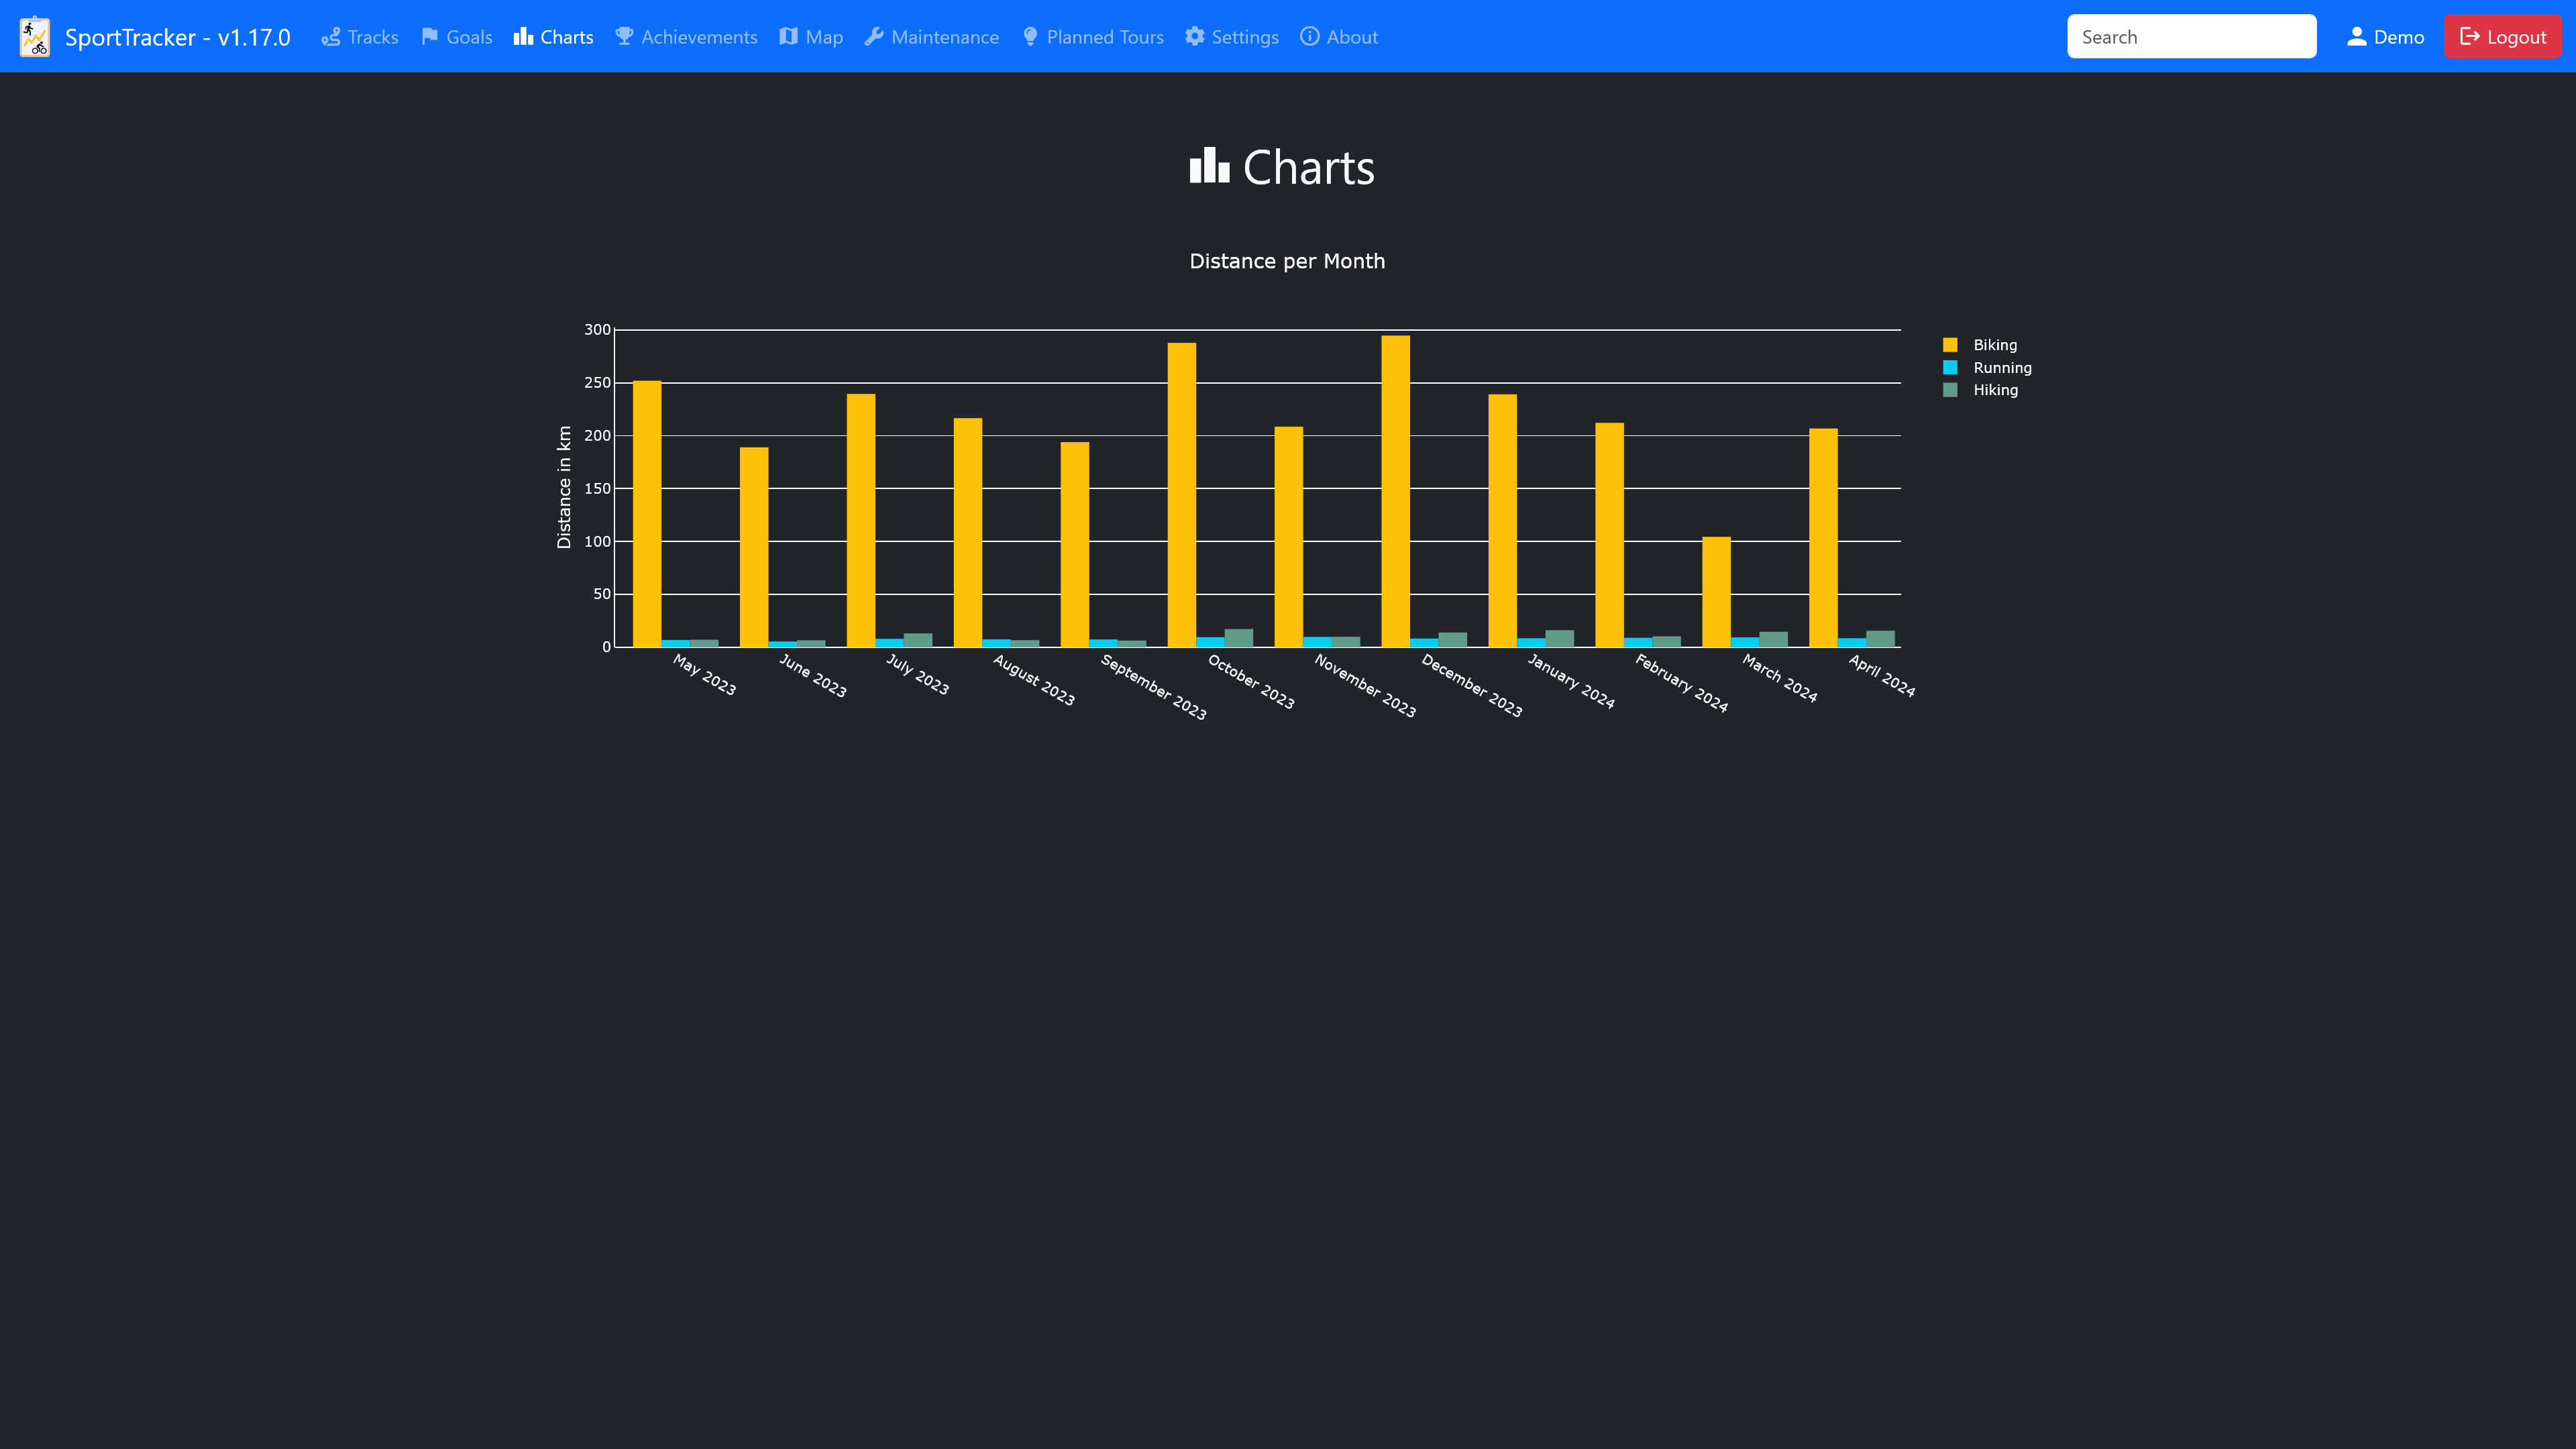 SportTracker - v1.17.0 Tracks Goals Charts Achievements Map Maintenance Planned Tours Settings About Search Demo Logout
Charts
Distance per Month
Distance in km
300
250
200
150
100
50
0
May 2023
June 2023
July 2023
August 2023
September 2023
October 2023
November 2023
December 2023
January 2024
February 2024
March 2024
April 2024
Biking
Running
Hiking